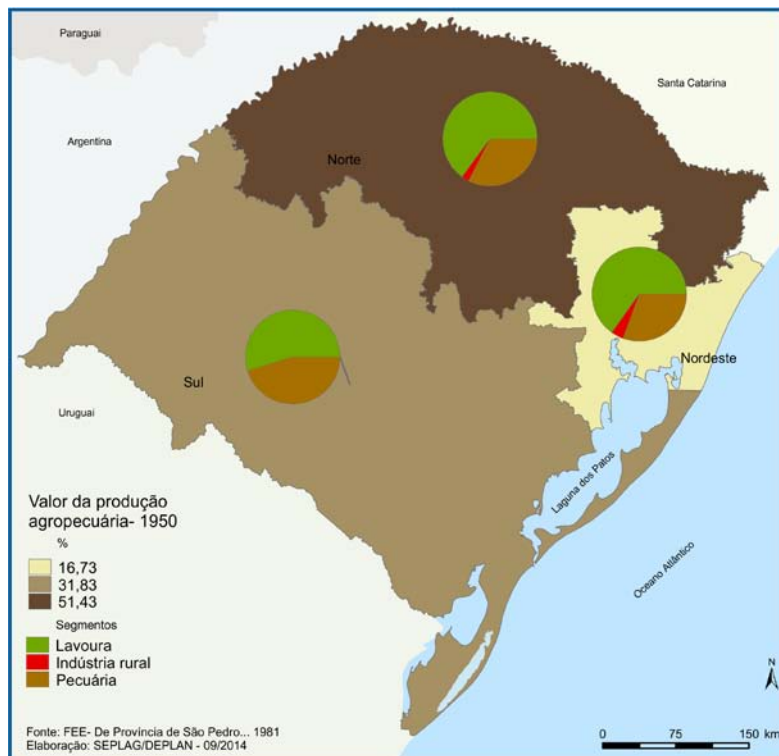 Paraguai
Santa Catarina
Argentina
Norte
Nordeste
Sul
Uruguai
Laguna dos Patos
Oceano Atlântico
Valor da produção
agropecuária- 1950
%
16,73
31,83
51,43
Segmentos
Lavoura
Indústria rural
Pecuária
N
Fonte: FEE- De Província de São Pedro... 1981
Elaboração: SEPLAG/DEPLAN - 09/2014
0 75 150 km